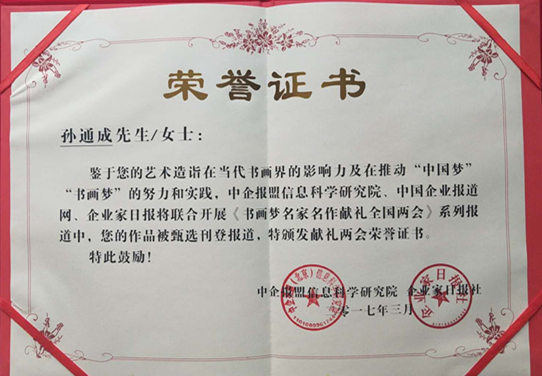 荣誉证书
孙通成先生/女士：
鉴于您的艺术造诣在当代书画界的影响力及在推动“中国梦”
“书画梦”的努力和实践，中企报盟信息科学研究院、中国企业报道
网、企业家日报将联合开展《书画梦名家名作献礼全国两会》系列报
道中，您的作品被甄选刊登报道，特颁发献礼两会荣誉证书。
特此鼓励！
中企报盟信息科学研究院 企业家日报社
二〇一七年三月
企业家日报社